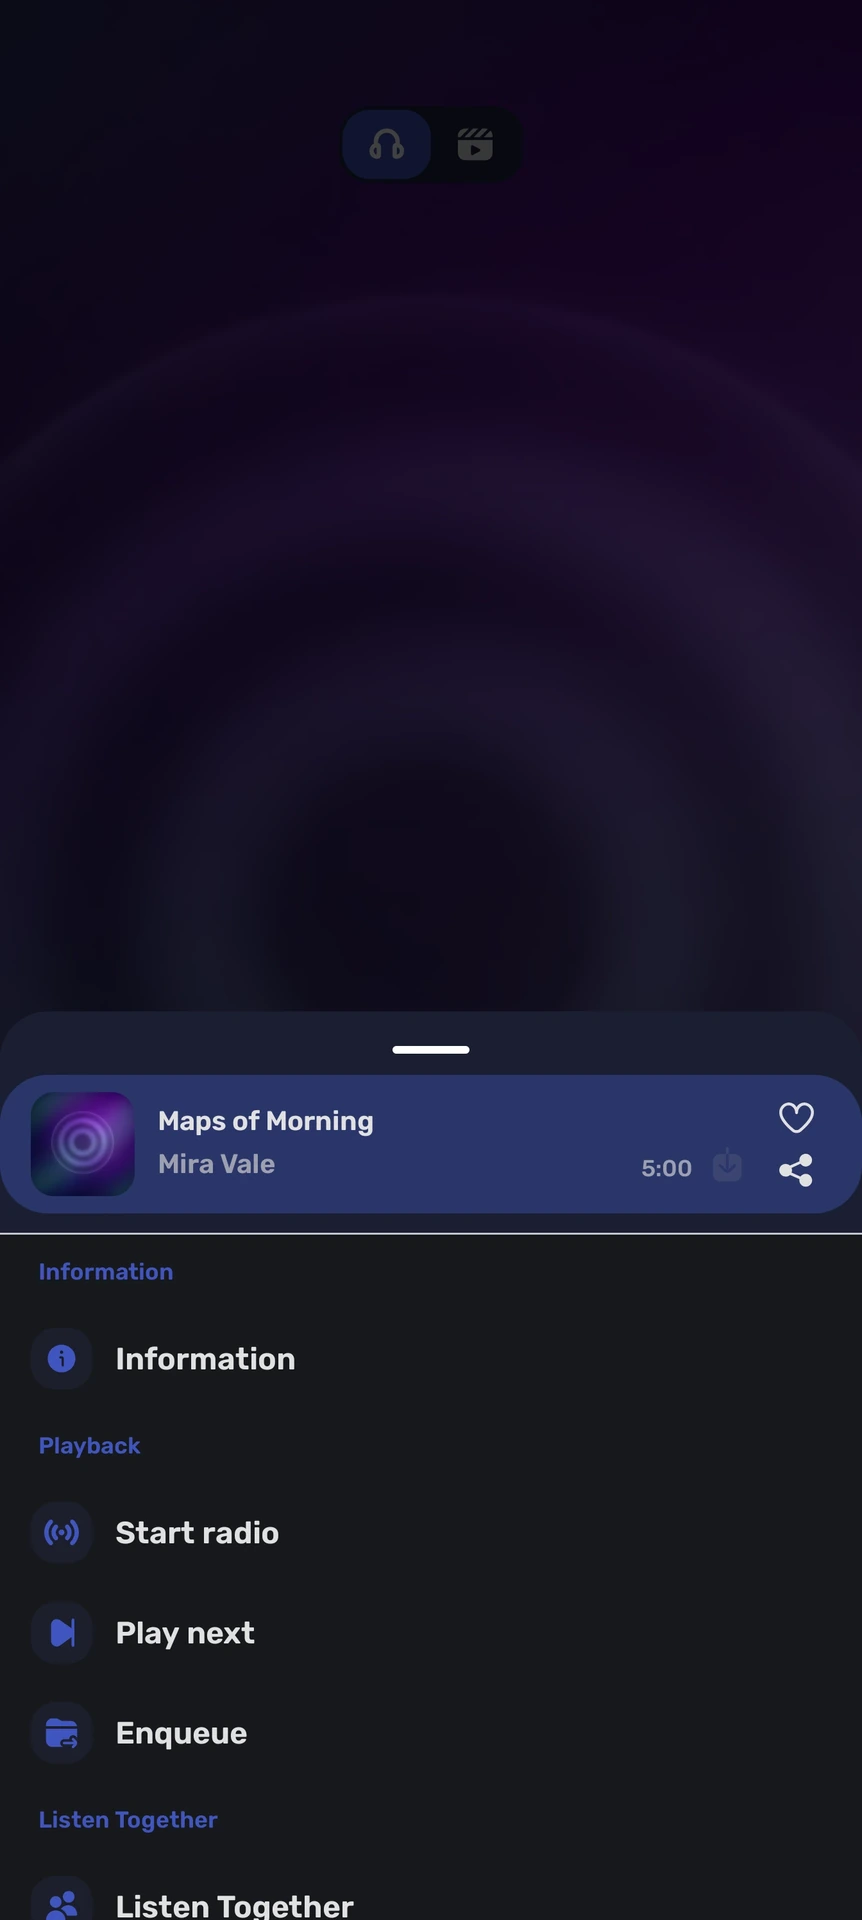 Maps of Morning
Mira Vale
5:00
Information
Information
Playback
Start radio
Play next
Enqueue
Listen Together
Listen Together